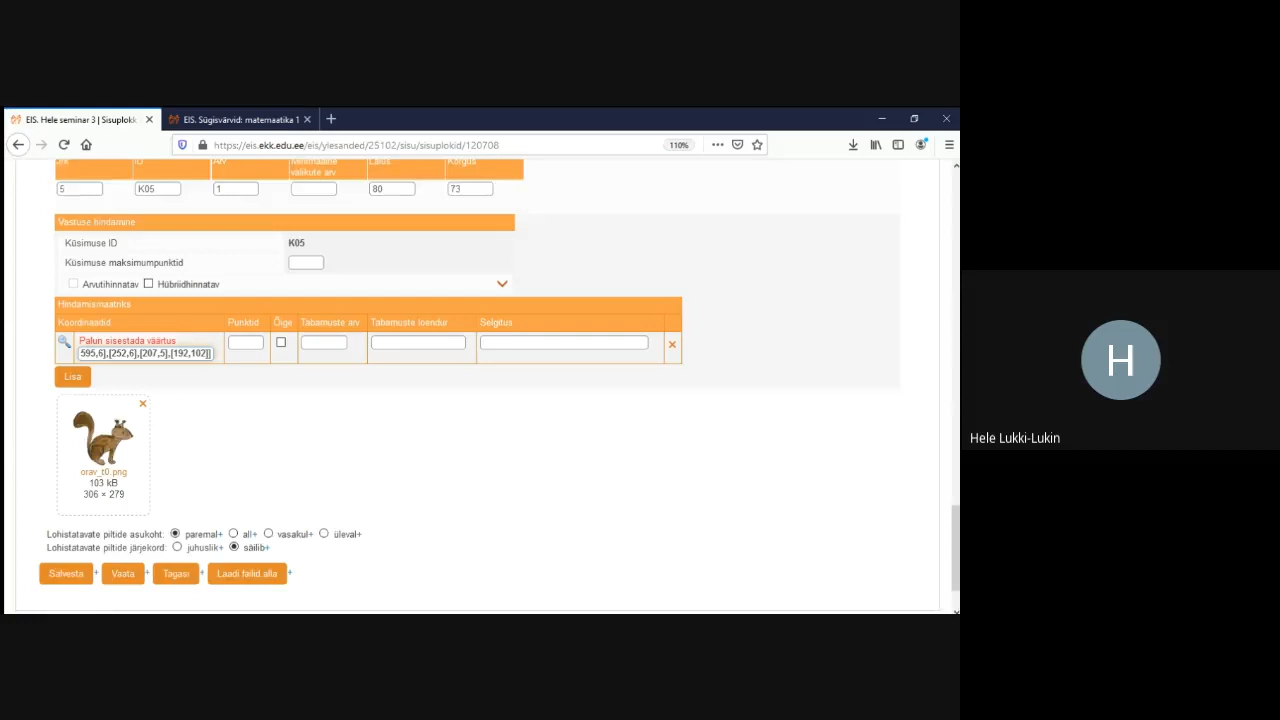 EIS. Hele seminar 3 | Sisuplokk
EIS. Sügisvärvid: matemaatika 1
https://eis.ekk.edu.ee/eis/ylesanded/25102/sisu/sisuplokid/120708
110%
ID Arv Minimaalne valikute arv Laius Kõrgus
5 K05 1 80 73
Vastuse hindamine
Küsimuse ID K05
Küsimuse maksimumpunktid
Arvutihinnatav Hübriidhinnatav
Hindamismaatriks
Koordinaadid Punktid Õige Tabamuste arv Tabamuste loendur Selgitus
Palun sisestada väärtus
595,6],[252,6],[207,5],[192,102]]
Lisa
orav_t0.png
103 kB
306 × 279
Lohistatavate piltide asukoht: paremal+ all+ vasakul+ üleval+
Lohistatavate piltide järjekord: juhuslik+ säilib+
Salvesta + Vaata + Tagasi + Laadi failid alla +
H
Hele Lukki-Lukin